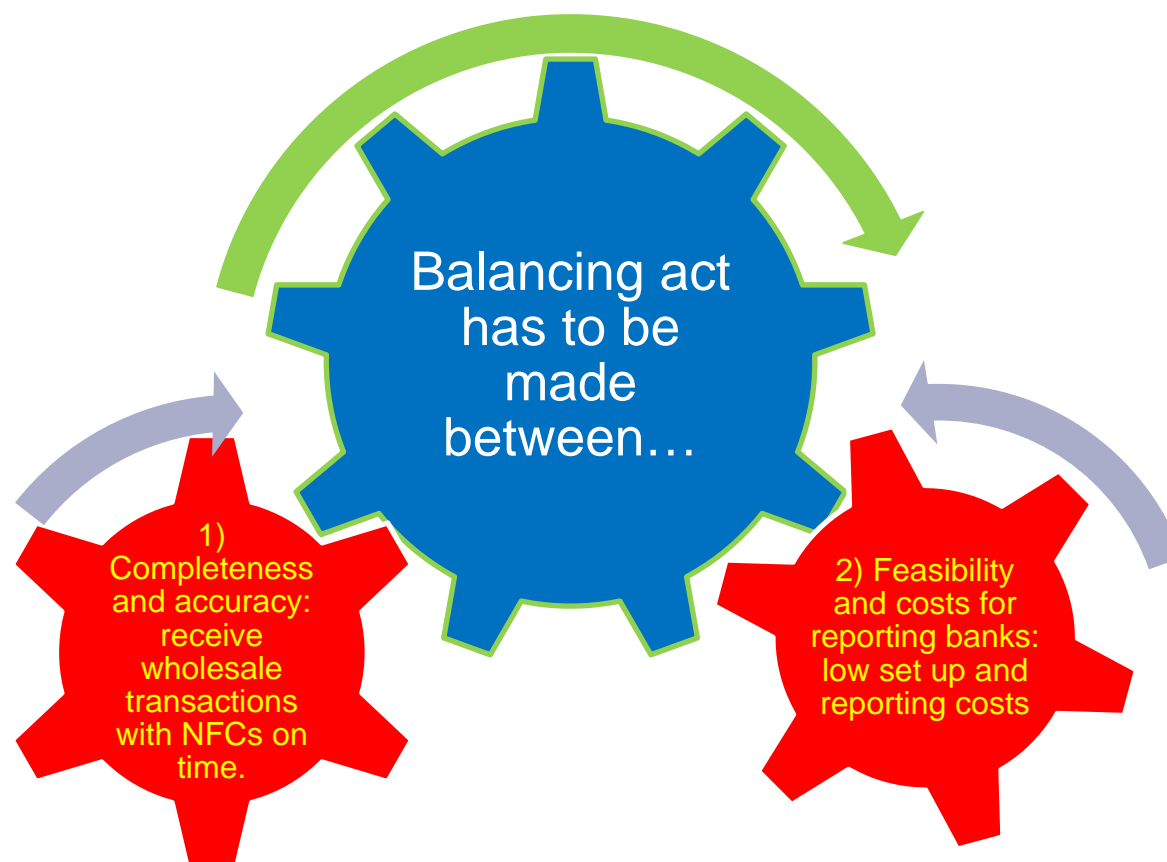 Balancing act
has to be
made
between…
1)
Completeness
and accuracy:
receive
wholesale
transactions
with NFCs on
time.
2) Feasibility
and costs for
reporting banks:
low set up and
reporting costs